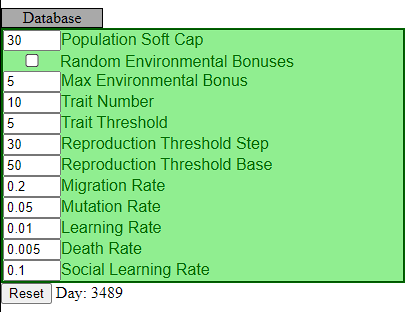 Database
30 Population Soft Cap
Random Environmental Bonuses
5 Max Environmental Bonus
10 Trait Number
5 Trait Threshold
30 Reproduction Threshold Step
50 Reproduction Threshold Base
0.2 Migration Rate
0.05 Mutation Rate
0.01 Learning Rate
0.005 Death Rate
0.1 Social Learning Rate
Reset Day: 3489